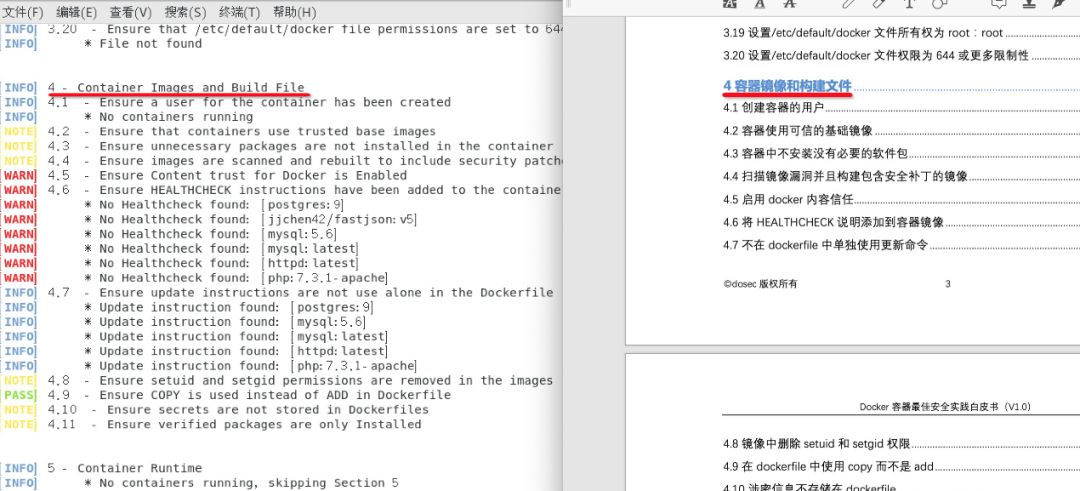 文件(F) 编辑(E) 查看(V) 搜索(S) 终端(T) 帮助(H)
[INFO] 3.20 - Ensure that /etc/default/docker file permissions are set to 644
[INFO] * File not found
[INFO] 4 - Container Images and Build File
[INFO] 4.1 - Ensure a user for the container has been created
[INFO] * No containers running
[NOTE] 4.2 - Ensure that containers use trusted base images
[NOTE] 4.3 - Ensure unnecessary packages are not installed in the container
[NOTE] 4.4 - Ensure images are scanned and rebuilt to include security patche
[WARN] 4.5 - Ensure Content trust for Docker is Enabled
[WARN] 4.6 - Ensure HEALTHCHECK instructions have been added to the container
[WARN] * No Healthcheck found: [postgres:9]
[WARN] * No Healthcheck found: [jjchen42/fastjson:v5]
[WARN] * No Healthcheck found: [mysql:5.6]
[WARN] * No Healthcheck found: [mysql:latest]
[WARN] * No Healthcheck found: [httpd:latest]
[WARN] * No Healthcheck found: [php:7.3.1-apache]
[INFO] 4.7 - Ensure update instructions are not use alone in the Dockerfile
[INFO] * Update instruction found: [postgres:9]
[INFO] * Update instruction found: [mysql:5.6]
[INFO] * Update instruction found: [mysql:latest]
[INFO] * Update instruction found: [httpd:latest]
[INFO] * Update instruction found: [php:7.3.1-apache]
[NOTE] 4.8 - Ensure setuid and setgid permissions are removed in the images
[PASS] 4.9 - Ensure COPY is used instead of ADD in Dockerfile
[NOTE] 4.10 - Ensure secrets are not stored in Dockerfiles
[NOTE] 4.11 - Ensure verified packages are only Installed
[INFO] 5 - Container Runtime
[INFO] * No containers running, skipping Section 5
3.19 设置/etc/default/docker 文件所有权为 root：root
3.20 设置/etc/default/docker 文件权限为 644 或更多限制性
4 容器镜像和构建文件
4.1 创建容器的用户
4.2 容器使用可信的基础镜像
4.3 容器中不安装没有必要的软件包
4.4 扫描镜像漏洞并且构建包含安全补丁的镜像
4.5 启用 docker 内容信任
4.6 将 HEALTHCHECK 说明添加到容器镜像
4.7 不在 dockerfile 中单独使用更新命令
©dosec 版权所有 3
Docker 容器最佳安全实践白皮书（V1.0）
4.8 镜像中删除 setuid 和 setgid 权限
4.9 在 dockerfile 中使用 copy 而不是 add
4.10 涉密信息不存储在 dockerfile